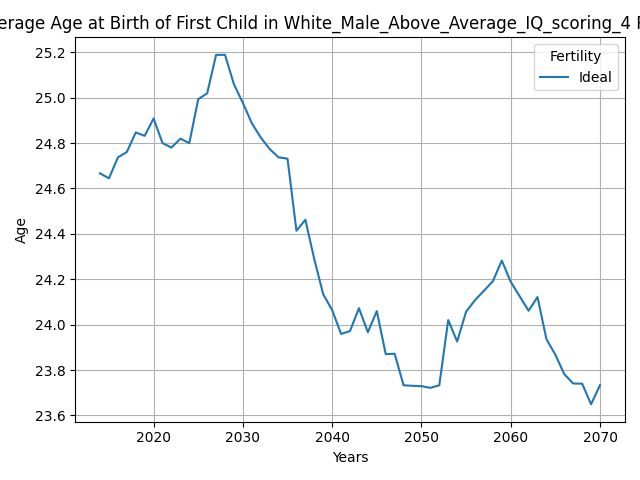 erage Age at Birth of First Child in White_Male_Above_Average_IQ_scoring_4
Fertility
Ideal
25.2
25.0
24.8
24.6
24.4
24.2
24.0
23.8
23.6
Age
2020 2030 2040 2050 2060 2070
Years